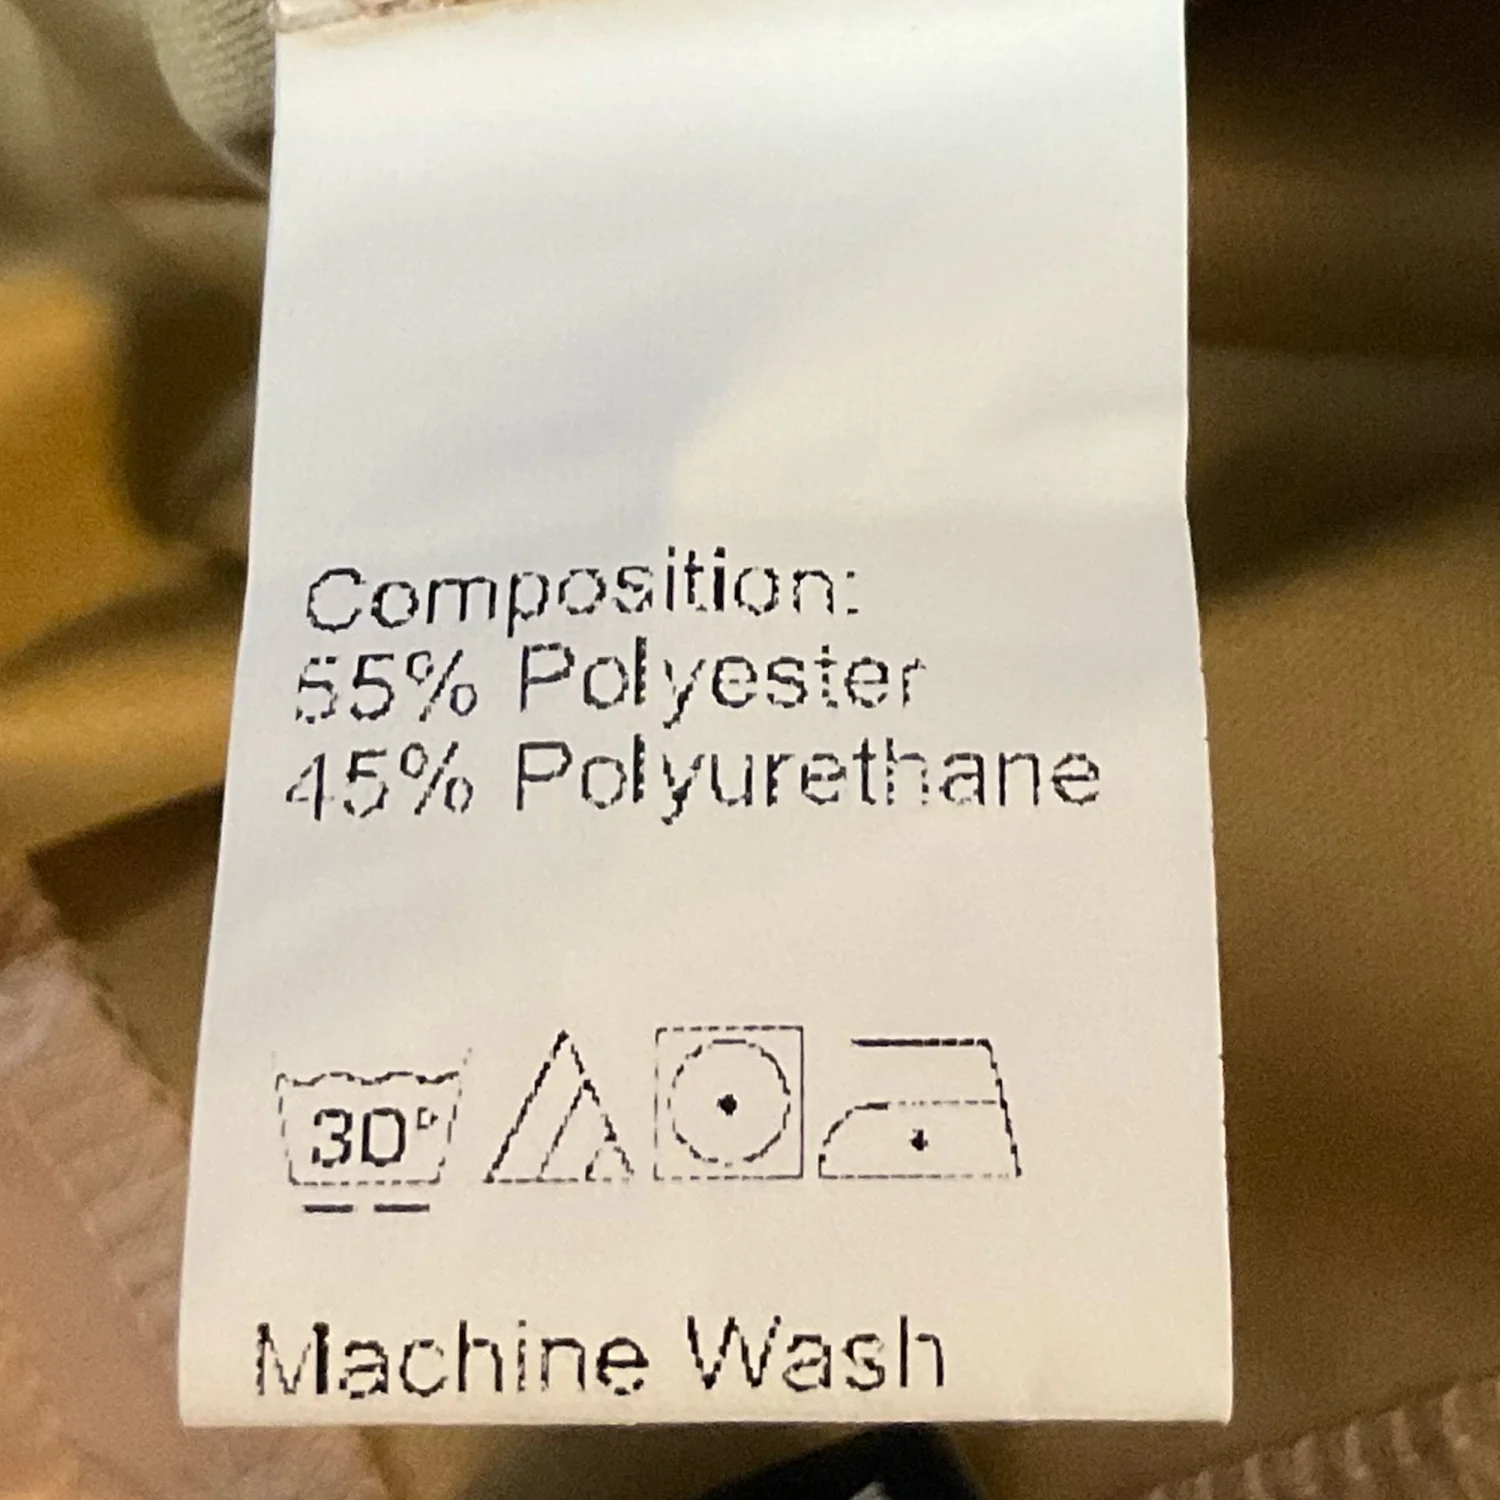 Composition:
55% Polyester
45% Polyurethane
30°
Machine Wash